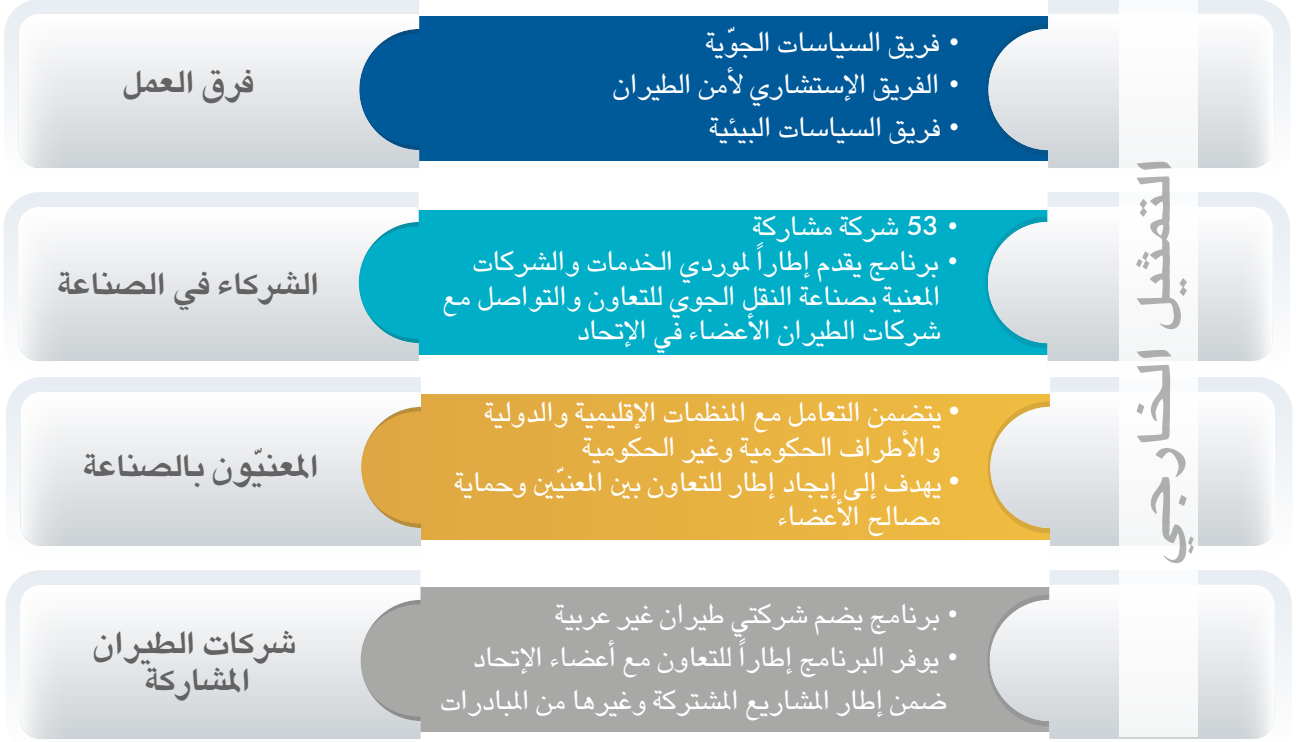 التمثيل الخارجي
فرق العمل
• فريق السياسات الجوّية
• الفريق الإستشاري لأمن الطيران
• فريق السياسات البيئية
الشركاء في الصناعة
• 53 شركة مشاركة
• برنامج يقدم إطاراً لموردي الخدمات والشركات
المعنية بصناعة النقل الجوي للتعاون والتواصل مع
شركات الطيران الأعضاء في الإتحاد
المعنيّون بالصناعة
• يتضمن التعامل مع المنظمات الإقليمية والدولية
والأطراف الحكومية وغير الحكومية
• يهدف إلى إيجاد إطار للتعاون بين المعنيّين وحماية
مصالح الأعضاء
شركات الطيران
المشاركة
• برنامج يضم شركتي طيران غير عربية
• يوفر البرنامج إطاراً للتعاون مع أعضاء الإتحاد
ضمن إطار المشاريع المشتركة وغيرها من المبادرات